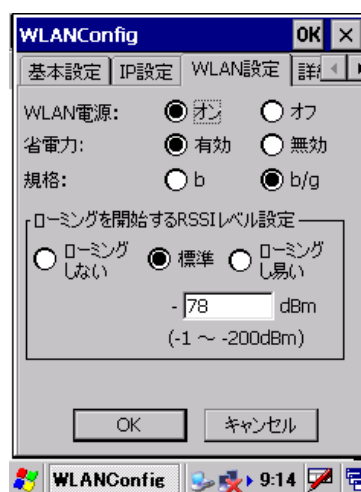 WLANConfig OK ×
基本設定 IP設定 WLAN設定 詳
WLAN電源: オン オフ
省電力: 有効 無効
規格: b b/g
ローミングを開始するRSSIレベル設定
ローミング
しない
標準
ローミング
し易い
- 78 dBm
(-1 ～ -200dBm)
OK キャンセル
WLANConfig 9:14